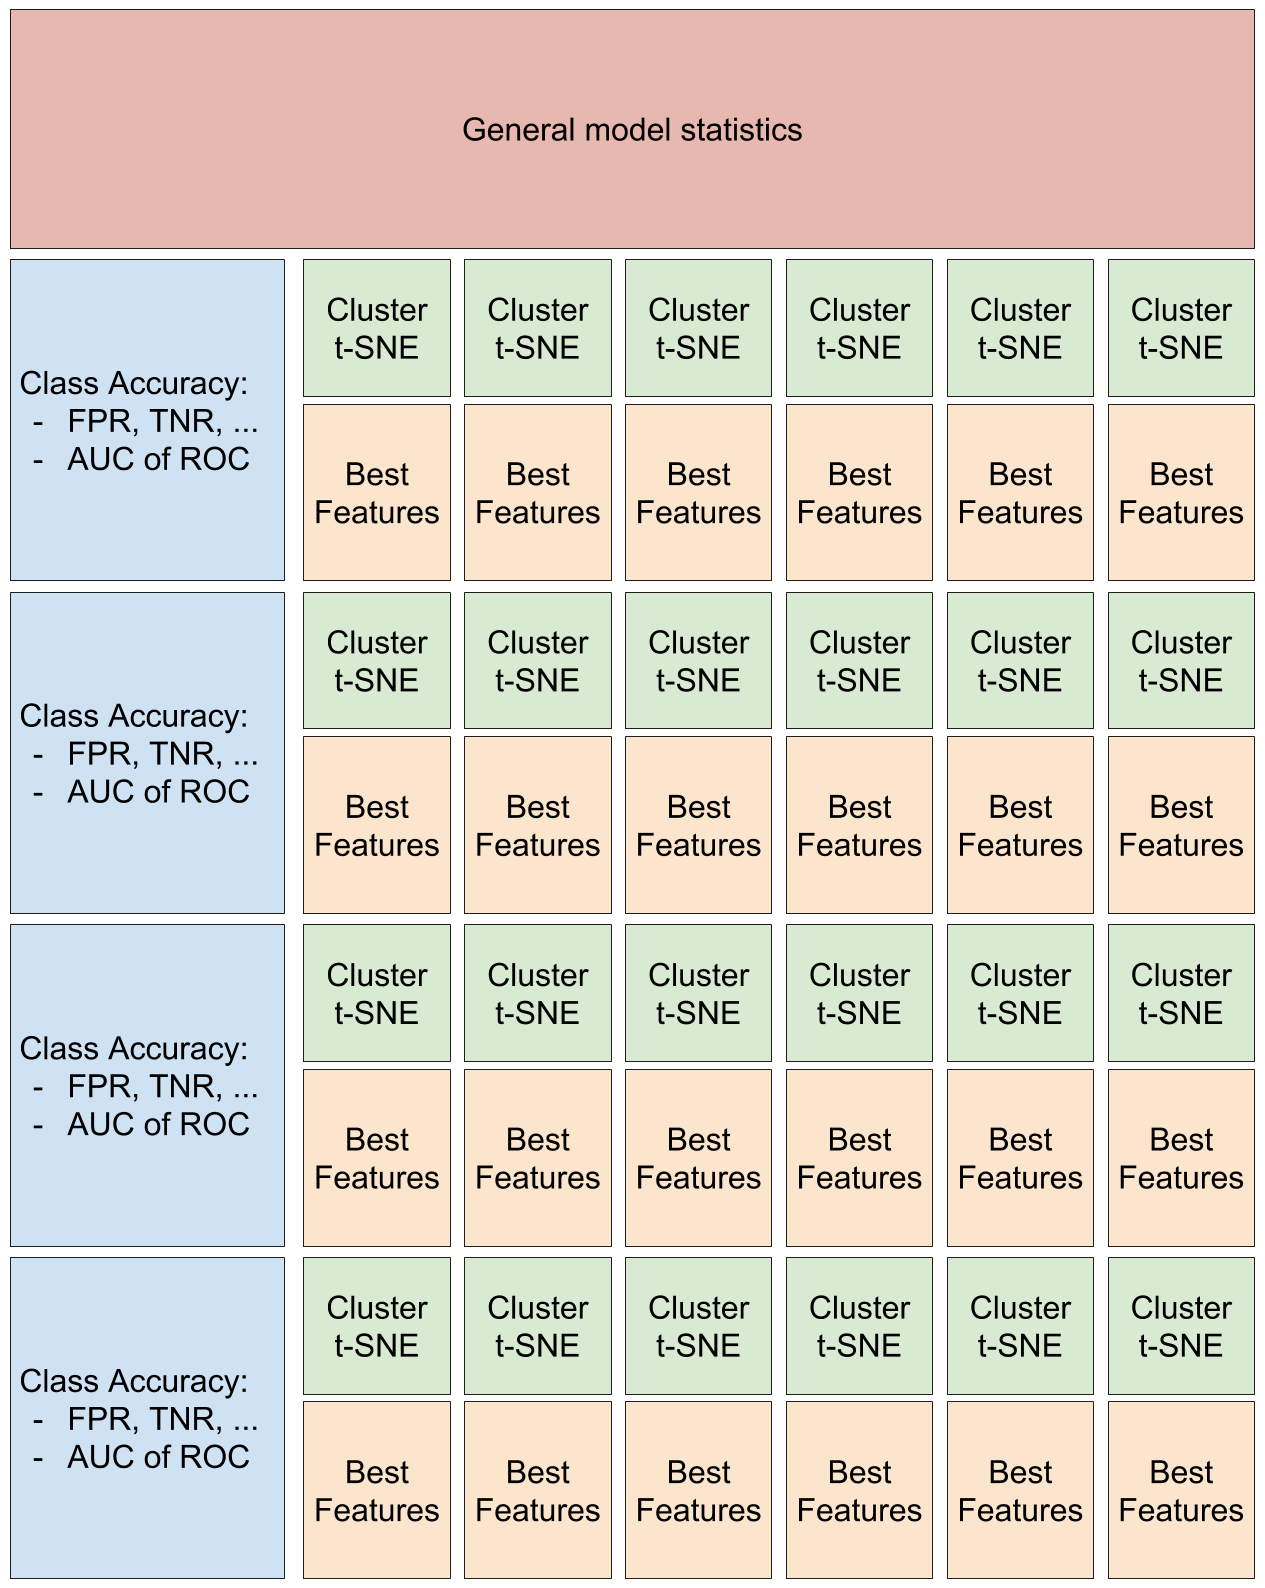 General model statistics
Class Accuracy:
- FPR, TNR, ...
- AUC of ROC
Cluster t-SNE
Cluster t-SNE
Cluster t-SNE
Cluster t-SNE
Cluster t-SNE
Cluster t-SNE
Best Features
Best Features
Best Features
Best Features
Best Features
Best Features
Class Accuracy:
- FPR, TNR, ...
- AUC of ROC
Cluster t-SNE
Cluster t-SNE
Cluster t-SNE
Cluster t-SNE
Cluster t-SNE
Cluster t-SNE
Best Features
Best Features
Best Features
Best Features
Best Features
Best Features
Class Accuracy:
- FPR, TNR, ...
- AUC of ROC
Cluster t-SNE
Cluster t-SNE
Cluster t-SNE
Cluster t-SNE
Cluster t-SNE
Cluster t-SNE
Best Features
Best Features
Best Features
Best Features
Best Features
Best Features
Class Accuracy:
- FPR, TNR, ...
- AUC of ROC
Cluster t-SNE
Cluster t-SNE
Cluster t-SNE
Cluster t-SNE
Cluster t-SNE
Cluster t-SNE
Best Features
Best Features
Best Features
Best Features
Best Features
Best Features